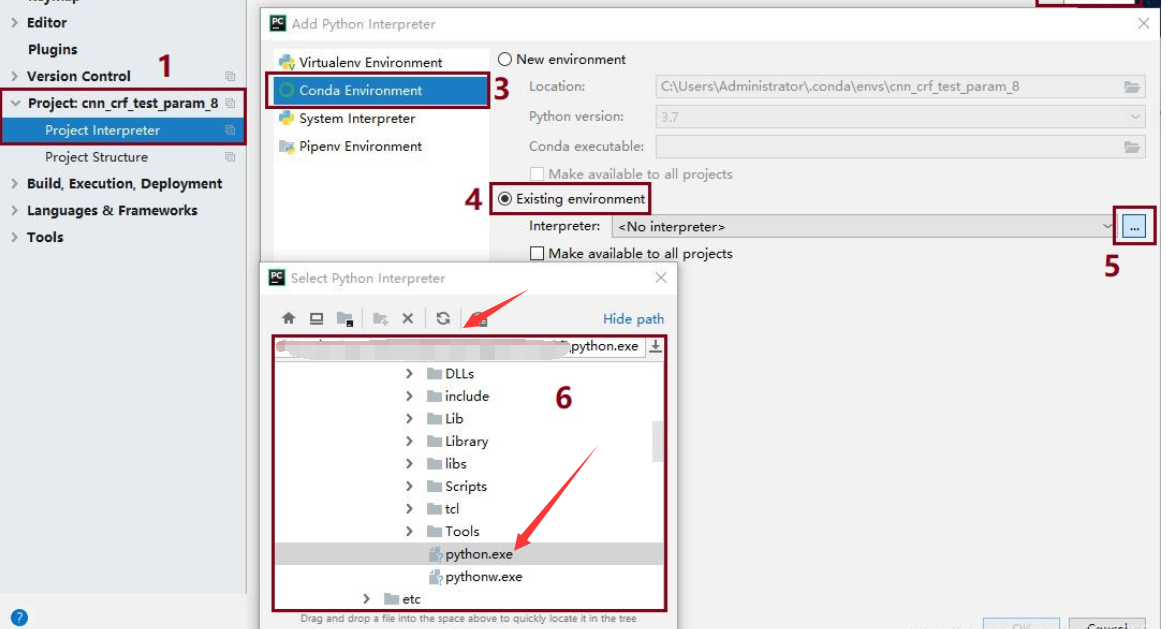 Editor
Plugins
Version Control
1
Project: cnn_crf_test_param_8
Project Interpreter
Project Structure
Build, Execution, Deployment
Languages & Frameworks
Tools
?
PC
Add Python Interpreter
Virtualenv Environment
Conda Environment
3
System Interpreter
Pipenv Environment
New environment
Location:
C:\Users\Administrator\.conda\envs\cnn_crf_test_param_8
Python version:
3.7
Conda executable:
Make available to all projects
4
Existing environment
Interpreter:
<No interpreter>
...
5
Make available to all projects
PC
Select Python Interpreter
Hide path
python.exe
DLLs
include
6
Lib
Library
libs
Scripts
tcl
Tools
python.exe
pythonw.exe
etc
Drag and drop a file into the space above to quickly locate it in the tree
OK
Cancel